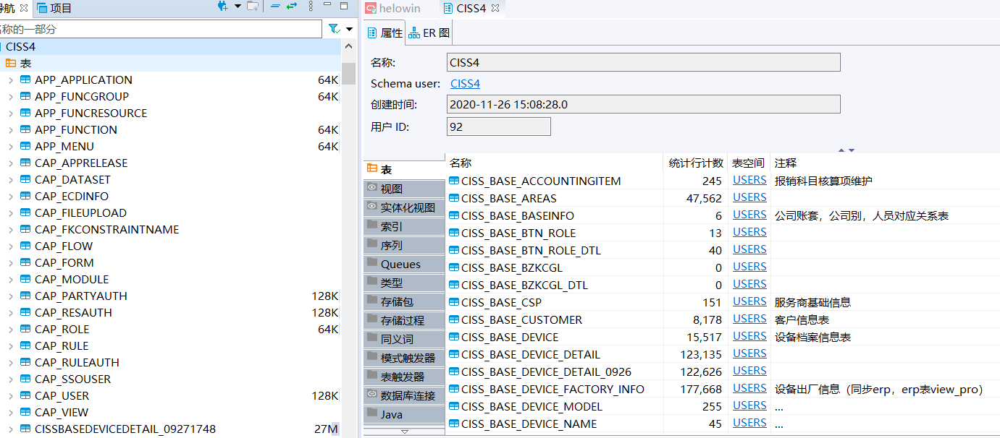 导航 项目
名称的一部分
CISS4
表
APP_APPLICATION 64K
APP_FUNCGROUP 64K
APP_FUNCRESOURCE
APP_FUNCTION 64K
APP_MENU 64K
CAP_APPRELEASE
CAP_DATASET
CAP_ECDINFO
CAP_FILEUPLOAD
CAP_FKCONSTRAINTNAME
CAP_FLOW
CAP_FORM
CAP_MODULE
CAP_PARTYAUTH 128K
CAP_RESAUTH 128K
CAP_ROLE 64K
CAP_RULE
CAP_RULEAUTH
CAP_SSOUSER
CAP_USER 128K
CAP_VIEW
CISSBASEDEVICEDETAIL_09271748 27M
helowin CISS4
属性 ER 图
名称: CISS4
Schema user: CISS4
创建时间: 2020-11-26 15:08:28.0
用户 ID: 92
表
视图
实体化视图
索引
序列
Queues
类型
存储包
存储过程
同义词
模式触发器
表触发器
数据库连接
Java
名称 统计行计数 表空间 注释
CISS_BASE_ACCOUNTINGITEM 245 USERS 报销科目核算项维护
CISS_BASE_AREAS 47,562 USERS
CISS_BASE_BASEINFO 6 USERS 公司账套，公司别，人员对应关系表
CISS_BASE_BTN_ROLE 13 USERS
CISS_BASE_BTN_ROLE_DTL 40 USERS
CISS_BASE_BZKCGL 0 USERS
CISS_BASE_BZKCGL_DTL 0 USERS
CISS_BASE_CSP 151 USERS 服务商基础信息
CISS_BASE_CUSTOMER 8,178 USERS 客户信息表
CISS_BASE_DEVICE 15,517 USERS 设备档案信息表
CISS_BASE_DEVICE_DETAIL 123,135 USERS
CISS_BASE_DEVICE_DETAIL_0926 122,626 USERS
CISS_BASE_DEVICE_FACTORY_INFO 177,668 USERS 设备出厂信息（同步erp，erp表view_pro）
CISS_BASE_DEVICE_MODEL 255 USERS ...
CISS_BASE_DEVICE_NAME 45 USERS ...